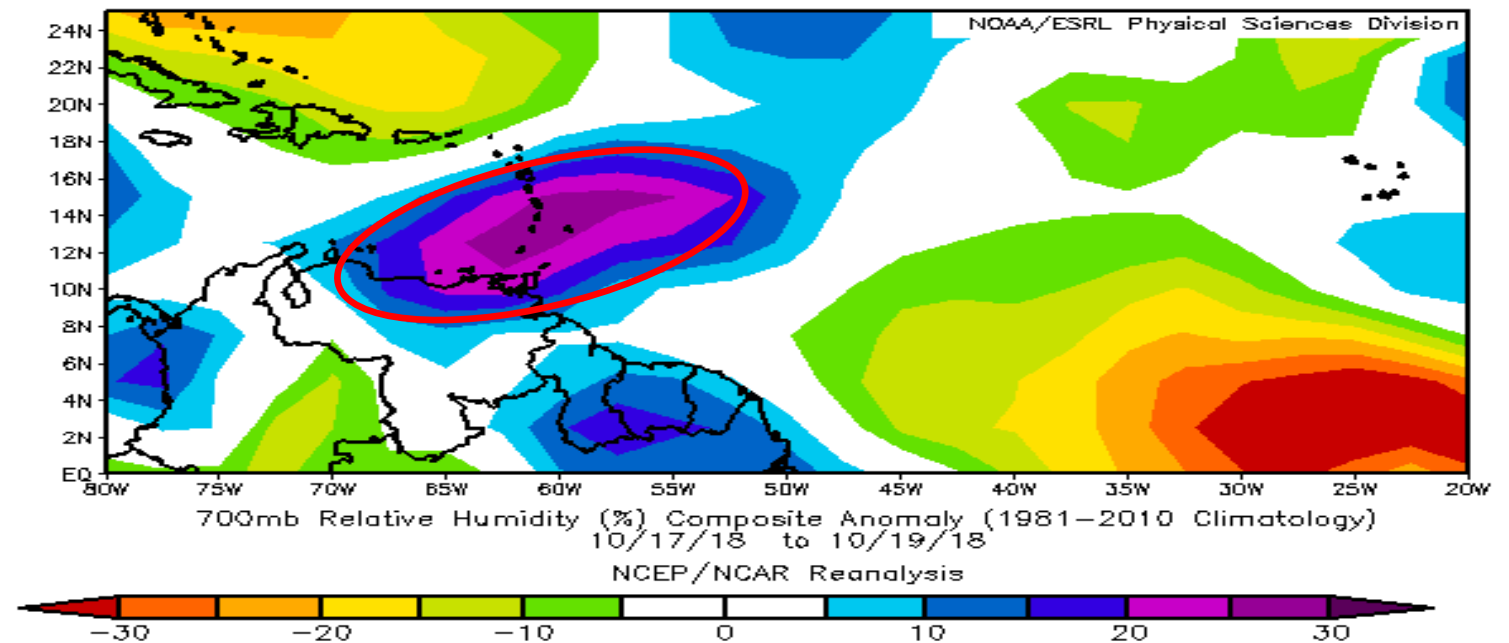 NOAA/ESRL Physical Sciences Division
24N
22N
20N
18N
16N
14N
12N
10N
8N
6N
4N
2N
EQ
80W 75W 70W 65W 60W 55W 50W 45W 40W 35W 30W 25W 20W
700mb Relative Humidity (%) Composite Anomaly (1981-2010 Climatology)
10/17/18 to 10/19/18
NCEP/NCAR Reanalysis
-30 -20 -10 0 10 20 30